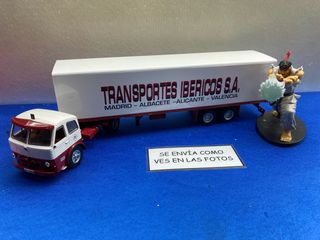 TRANSPORTES IBERICOS S.A.
MADRID - ALBACETE - ALICANTE - VALENCIA
SE ENVÍA COMO
VES EN LAS FOTOS